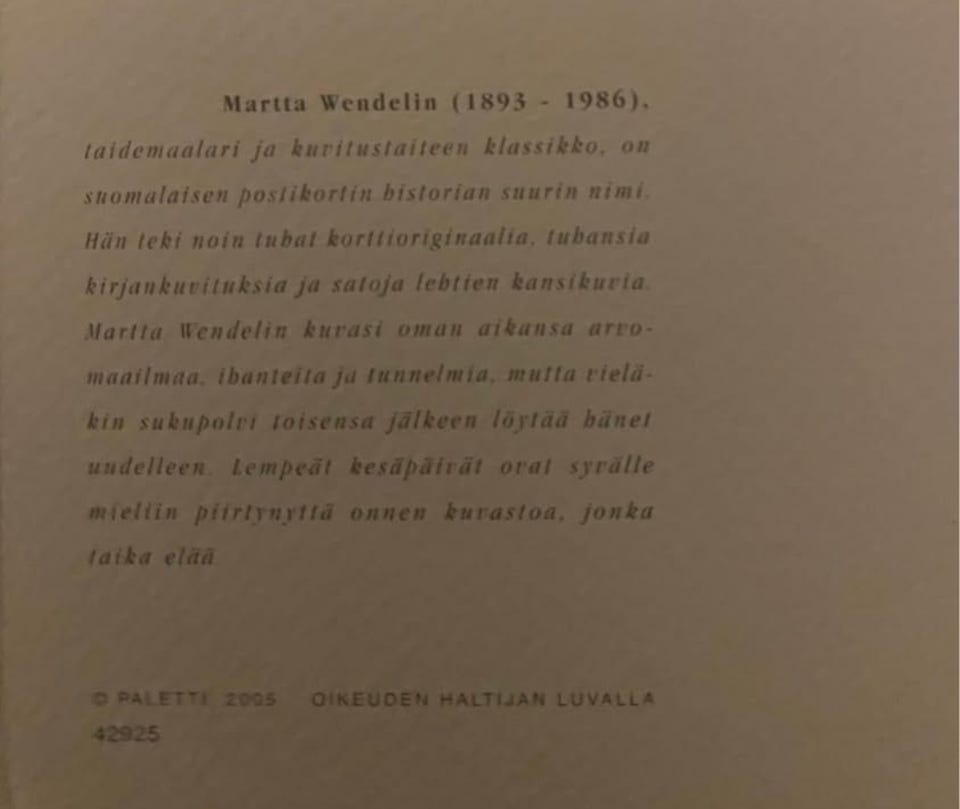 Martta Wendelin (1893 - 1986),
taidemaalari ja kuvitustaiteen klassikko, on
suomalaisen postikortin historian suurin nimi.
Hän teki noin tuhat korttioriginaalia, tuhansia
kirjankuvituksia ja satoja lehtien kansikuvia.
Martta Wendelin kuvasi oman aikansa arvo-
maailmaa, ihanteita ja tunnelmia, mutta vielä-
kin sukupolvi toisensa jälkeen löytää hänet
uudelleen. Lempeät kesäpäivät ovat syvälle
mieliin piirtynyttä onnen kuvastoa, jonka
taika elää.
© PALETTI 2005 OIKEUDEN HALTIJAN LUVALLA
42925